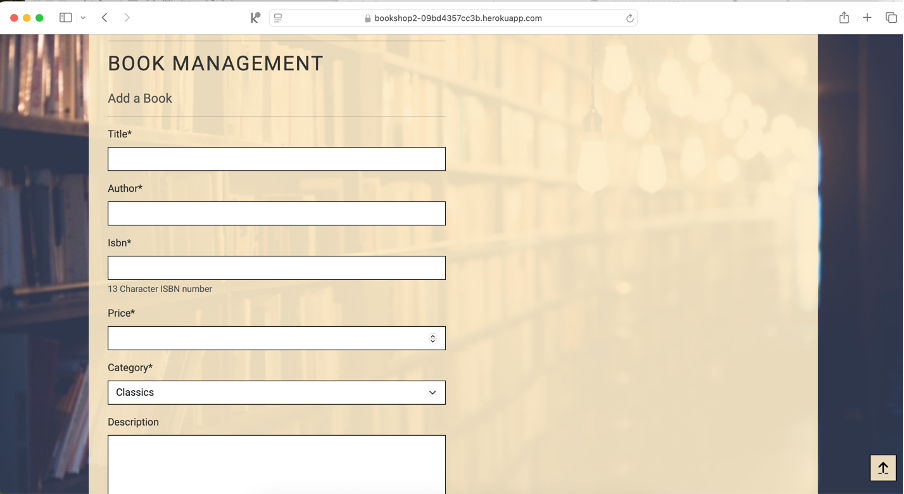 bookshop2-09bd4357cc3b.herokuapp.com
BOOK MANAGEMENT
Add a Book
Title*
Author*
Isbn*
13 Character ISBN number
Price*
Category*
Classics
Description